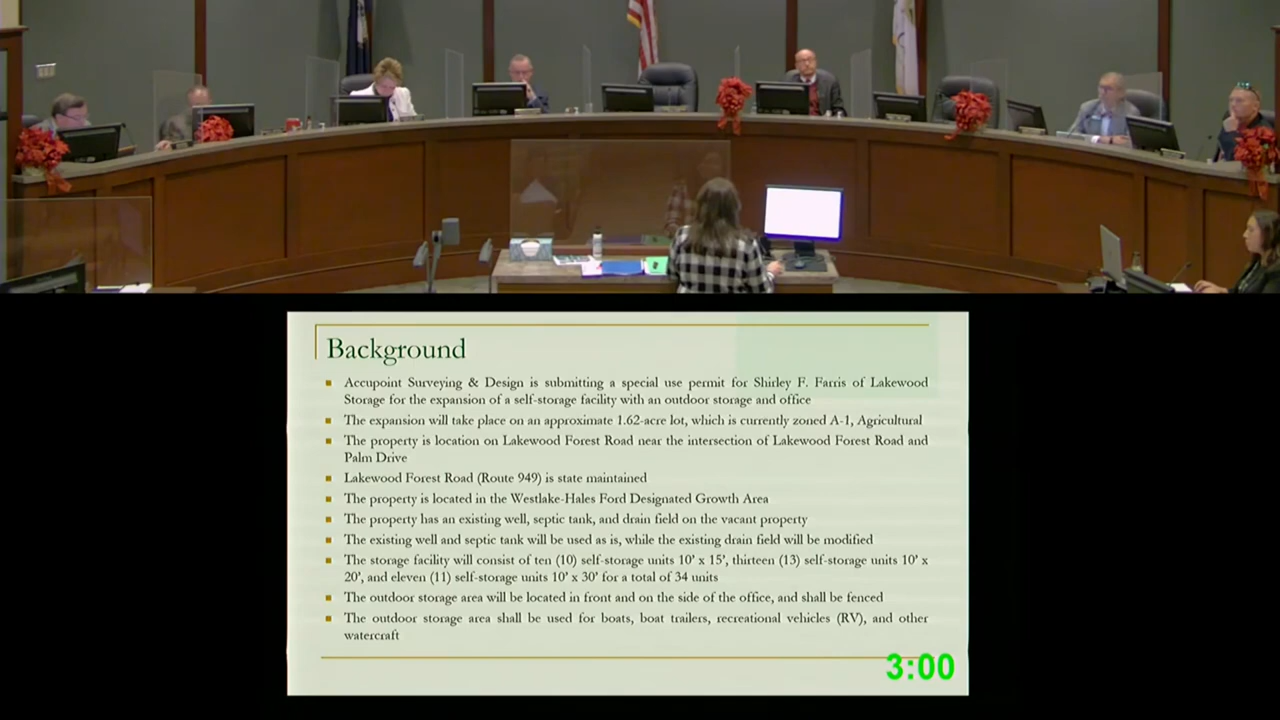 Background
Accupoint Surveying & Design is submitting a special use permit for Shirley F. Farris of Lakewood
Storage for the expansion of a self-storage facility with an outdoor storage and office
The expansion will take place on an approximate 1.62-acre lot, which is currently zoned A-1, Agricultural
The property is location on Lakewood Forest Road near the intersection of Lakewood Forest Road and
Palm Drive
Lakewood Forest Road (Route 949) is state maintained
The property is located in the Westlake-Hales Ford Designated Growth Area
The property has an existing well, septic tank, and drain field on the vacant property
The existing well and septic tank will be used as is, while the existing drain field will be modified
The storage facility will consist of ten (10) self-storage units 10' x 15', thirteen (13) self-storage units 10' x
20', and eleven (11) self-storage units 10' x 30' for a total of 34 units
The outdoor storage area will be located in front and on the side of the office, and shall be fenced
The outdoor storage area shall be used for boats, boat trailers, recreational vehicles (RV), and other
watercraft
3:00